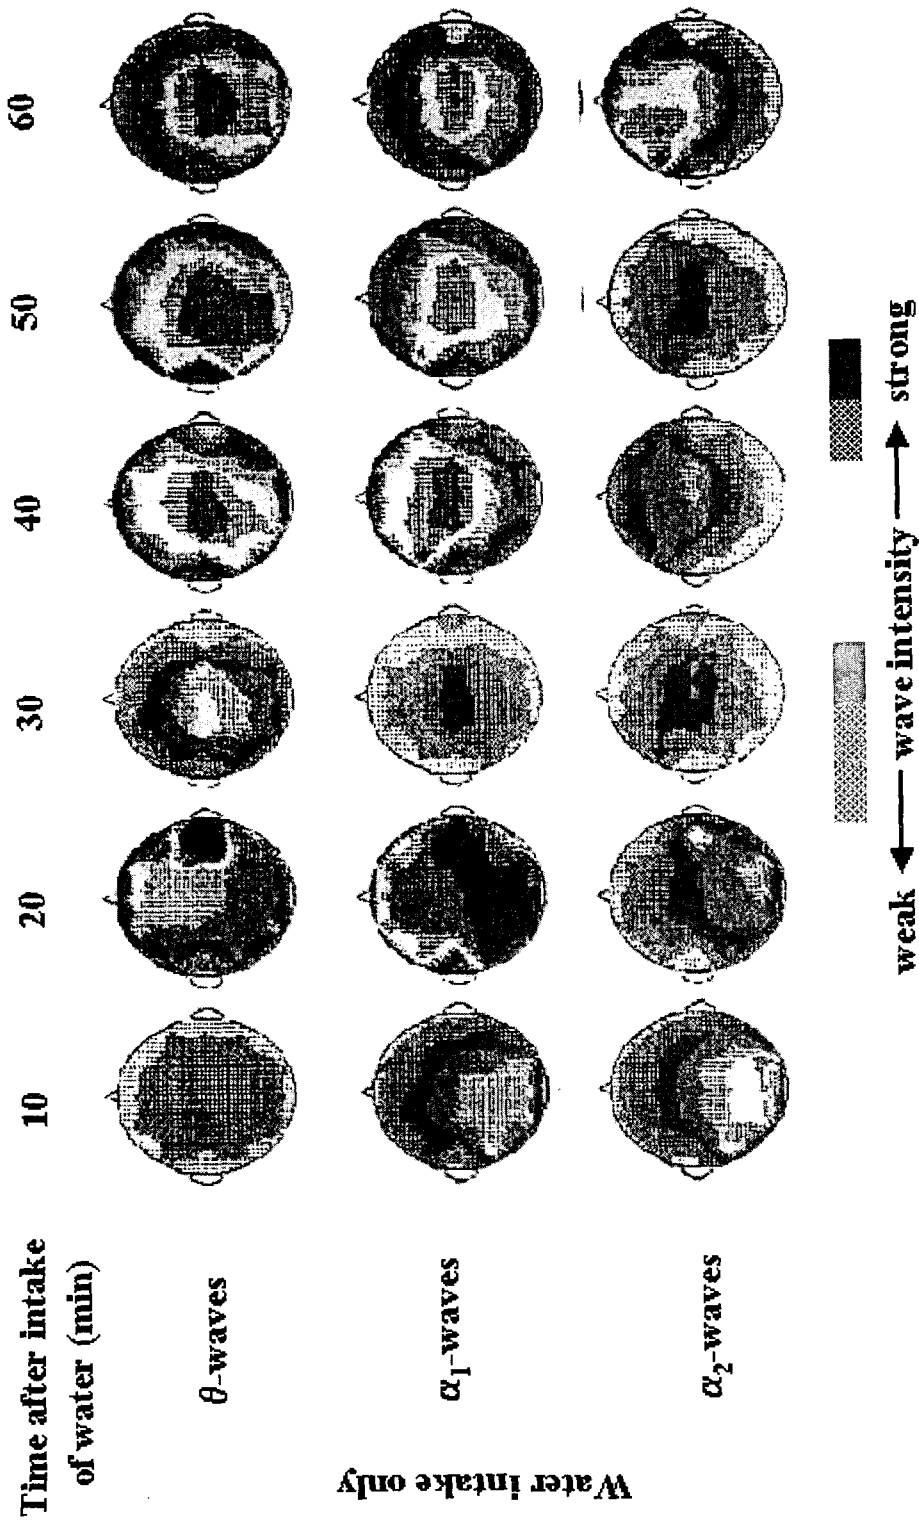 Time after intake
of water (min)
10 20 30 40 50 60
Water intake only
θ-waves
α₁-waves
α₂-waves
weak ← wave intensity → strong